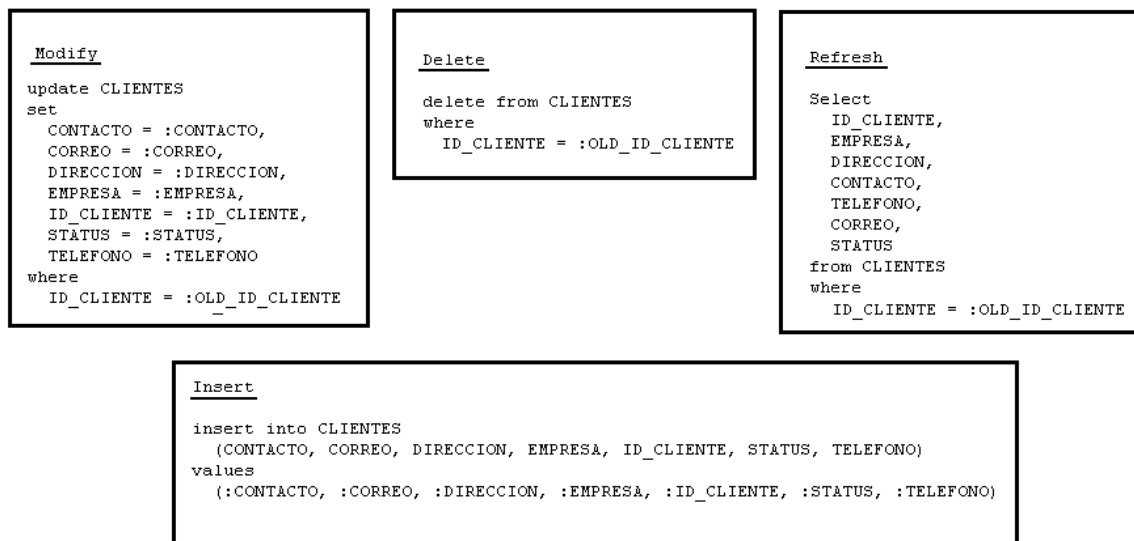 Modify
update CLIENTES
set
CONTACTO = :CONTACTO,
CORREO = :CORREO,
DIRECCION = :DIRECCION,
EMPRESA = :EMPRESA,
ID_CLIENTE = :ID_CLIENTE,
STATUS = :STATUS,
TELEFONO = :TELEFONO
where
ID_CLIENTE = :OLD_ID_CLIENTE
Delete
delete from CLIENTES
where
ID_CLIENTE = :OLD_ID_CLIENTE
Refresh
Select
ID_CLIENTE,
EMPRESA,
DIRECCION,
CONTACTO,
TELEFONO,
CORREO,
STATUS
from CLIENTES
where
ID_CLIENTE = :OLD_ID_CLIENTE
Insert
insert into CLIENTES
(CONTACTO, CORREO, DIRECCION, EMPRESA, ID_CLIENTE, STATUS, TELEFONO)
values
(:CONTACTO, :CORREO, :DIRECCION, :EMPRESA, :ID_CLIENTE, :STATUS, :TELEFONO)